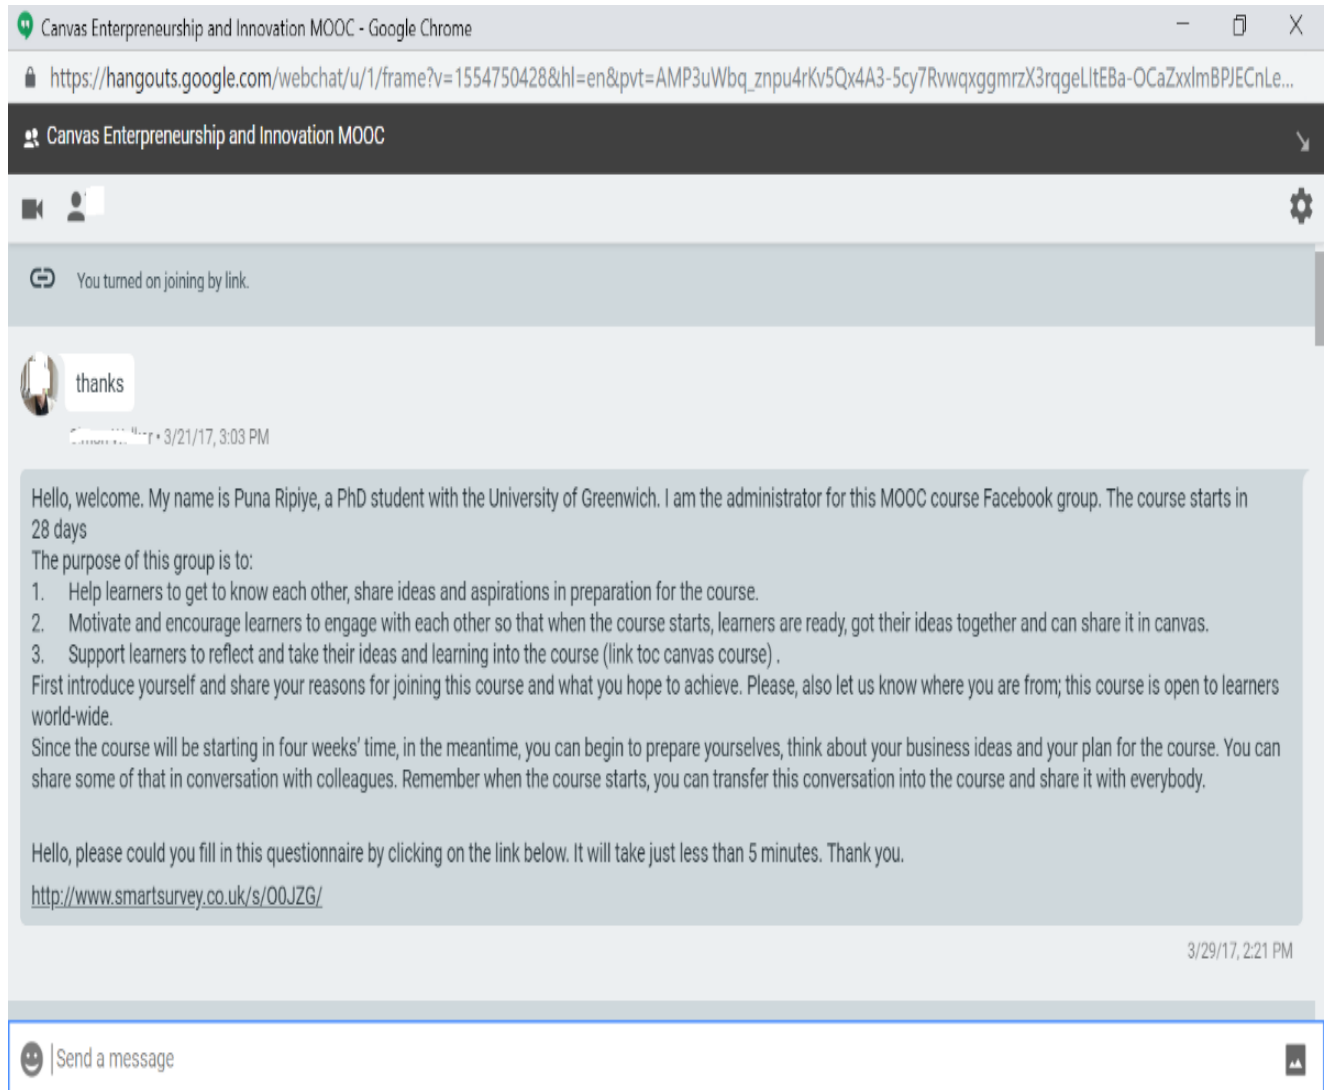 Canvas Enterpreneurship and Innovation MOOC - Google Chrome
https://hangouts.google.com/webchat/u/1/frame?v=1554750428&hl=en&pvt=AMP3uWbq_znpu4rKv5Qx4A3-5cy7RvwqxggmrzX3rqgeLItEBa-OCaZxxlmBPJECnLe...
Canvas Enterpreneurship and Innovation MOOC
You turned on joining by link.
thanks
• 3/21/17, 3:03 PM
Hello, welcome. My name is Puna Ripiye, a PhD student with the University of Greenwich. I am the administrator for this MOOC course Facebook group. The course starts in
28 days
The purpose of this group is to:
1. Help learners to get to know each other, share ideas and aspirations in preparation for the course.
2. Motivate and encourage learners to engage with each other so that when the course starts, learners are ready, got their ideas together and can share it in canvas.
3. Support learners to reflect and take their ideas and learning into the course (link toc canvas course) .
First introduce yourself and share your reasons for joining this course and what you hope to achieve. Please, also let us know where you are from; this course is open to learners
world-wide.
Since the course will be starting in four weeks' time, in the meantime, you can begin to prepare yourselves, think about your business ideas and your plan for the course. You can
share some of that in conversation with colleagues. Remember when the course starts, you can transfer this conversation into the course and share it with everybody.
Hello, please could you fill in this questionnaire by clicking on the link below. It will take just less than 5 minutes. Thank you.
http://www.smartsurvey.co.uk/s/O0JZG/
3/29/17, 2:21 PM
Send a message